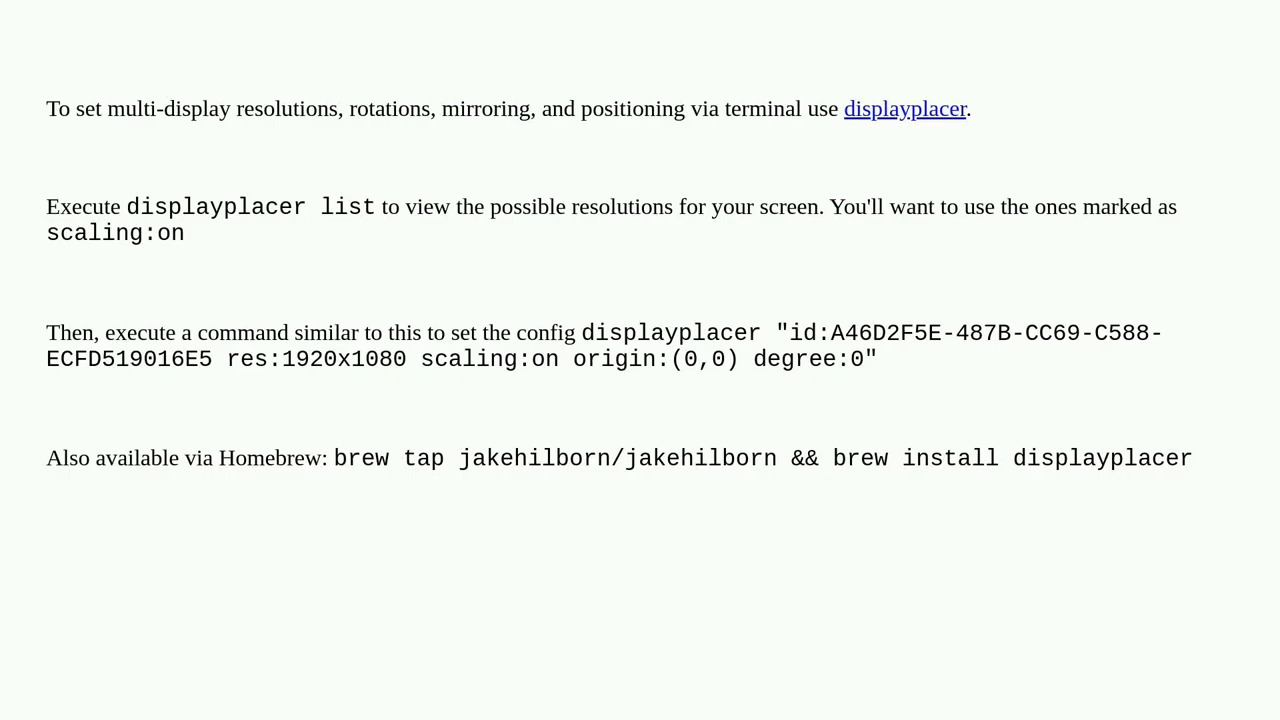 To set multi-display resolutions, rotations, mirroring, and positioning via terminal use displayplacer.
Execute displayplacer list to view the possible resolutions for your screen. You'll want to use the ones marked as
scaling:on
Then, execute a command similar to this to set the config displayplacer "id:A46D2F5E-487B-CC69-C588-
ECFD519016E5 res:1920x1080 scaling:on origin:(0,0) degree:0"
Also available via Homebrew: brew tap jakehilborn/jakehilborn && brew install displayplacer